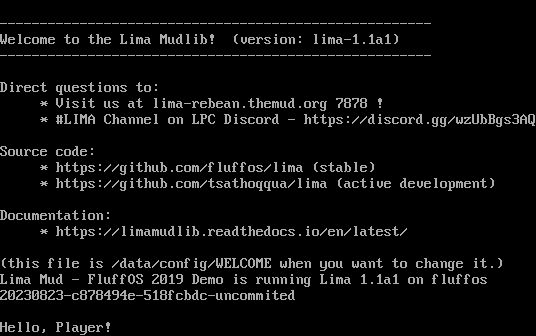 ----------------------------------------------------
Welcome to the Lima Mudlib!  (version: lima-1.1a1)
----------------------------------------------------
Direct questions to:
* Visit us at lima-rebean.themud.org 7878 !
* #LIMA Channel on LPC Discord - https://discord.gg/wzUbBgs3AQ
Source code:
* https://github.com/fluffos/lima (stable)
* https://github.com/tsathoqqua/lima (active development)
Documentation:
* https://limamudlib.readthedocs.io/en/latest/
(this file is /data/config/WELCOME when you want to change it.)
Lima Mud - FluffOS 2019 Demo is running Lima 1.1a1 on fluffos
20230823-c878494e-518fcbdc-uncommited
Hello, Player!